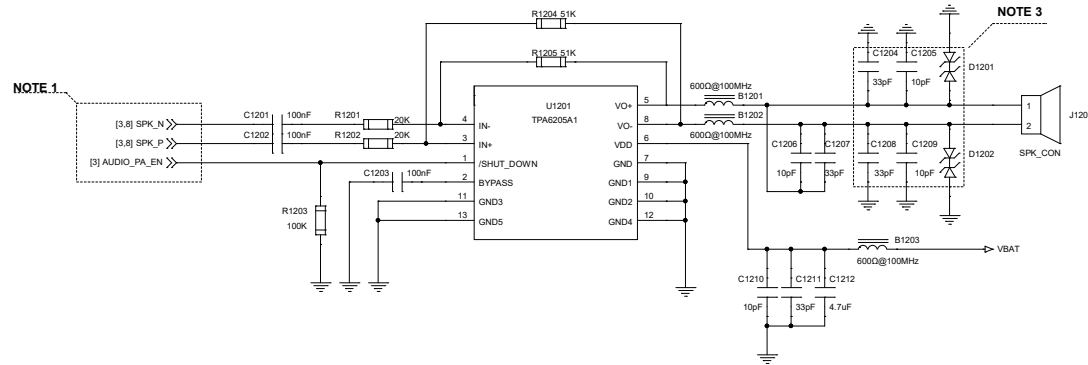 R1204 51K
NOTE 3
R1205 51K
C1204
C1205
D1201
33pF
10pF
NOTE 1
600Ω@100MHz
B1201
U1201
TPA6205A1
C1201
100nF
R1201
20K
[3,8] SPK_N
4
IN-
VO+
5
1
J120
C1202
100nF
R1202
20K
[3,8] SPK_P
3
IN+
VO-
8
B1202
600Ω@100MHz
2
SPK_CON
[3] AUDIO_PA_EN
1
/SHUT_DOWN
VDD
6
C1206
C1207
C1208
C1209
D1202
10pF
33pF
33pF
10pF
C1203
100nF
2
BYPASS
GND
7
GND1
9
11
GND3
GND2
10
13
GND5
GND4
12
R1203
100K
B1203
600Ω@100MHz
VBAT
C1210
C1211
C1212
10pF
33pF
4.7uF